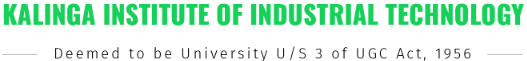 KALINGA INSTITUTE OF INDUSTRIAL TECHNOLOGY
Deemed to be University U/S 3 of UGC Act, 1956